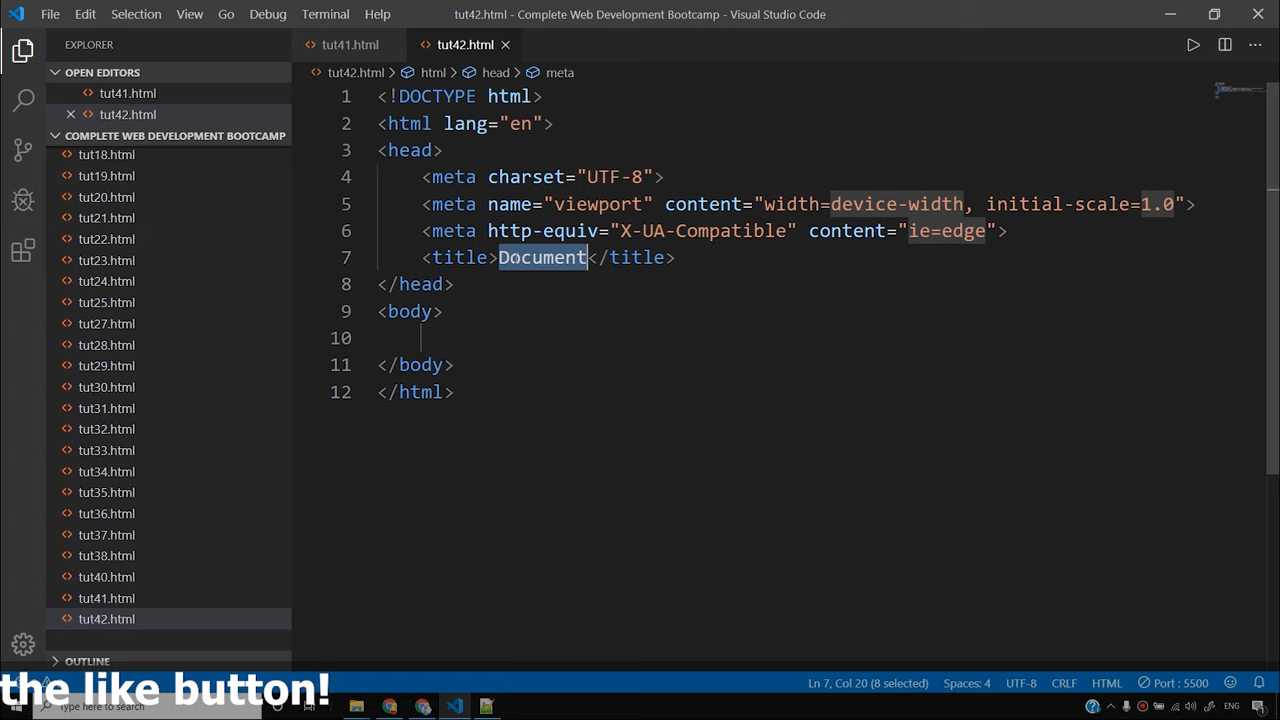 File Edit Selection View Go Debug Terminal Help
tut42.html - Complete Web Development Bootcamp - Visual Studio Code
EXPLORER
OPEN EDITORS
tut41.html
tut42.html
COMPLETE WEB DEVELOPMENT BOOTCAMP
tut18.html
tut19.html
tut20.html
tut21.html
tut22.html
tut23.html
tut24.html
tut25.html
tut27.html
tut28.html
tut29.html
tut30.html
tut31.html
tut32.html
tut33.html
tut34.html
tut35.html
tut36.html
tut37.html
tut38.html
tut40.html
tut41.html
tut42.html
OUTLINE
tut41.html tut42.html
tut42.html > html > head > meta
1 <!DOCTYPE html>
2 <html lang="en">
3 <head>
4 <meta charset="UTF-8">
5 <meta name="viewport" content="width=device-width, initial-scale=1.0">
6 <meta http-equiv="X-UA-Compatible" content="ie=edge">
7 <title>Document</title>
8 </head>
9 <body>
10
11 </body>
12 </html>
the like button!
Ln 7, Col 20 (8 selected) Spaces: 4 UTF-8 CRLF HTML Port : 5500
Type here to search
ENG